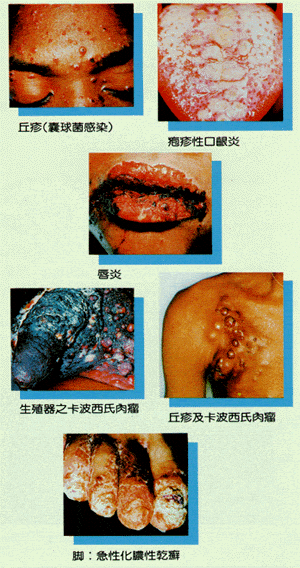 丘疹(囊球菌感染)
疱疹性口齦炎
唇炎
生殖器之卡波西氏肉瘤
丘疹及卡波西氏肉瘤
脚：急性化膿性乾癬